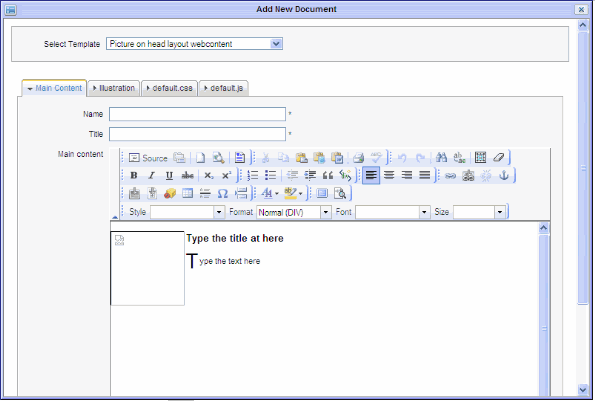 Add New Document
Select Template Picture on head layout webcontent
Main Content Illustration default.css default.js
Name *
Title *
Main content Source
B I U abc X₂ X²
Style Format Normal (DIV) Font Size
Type the title at here
Type the text here